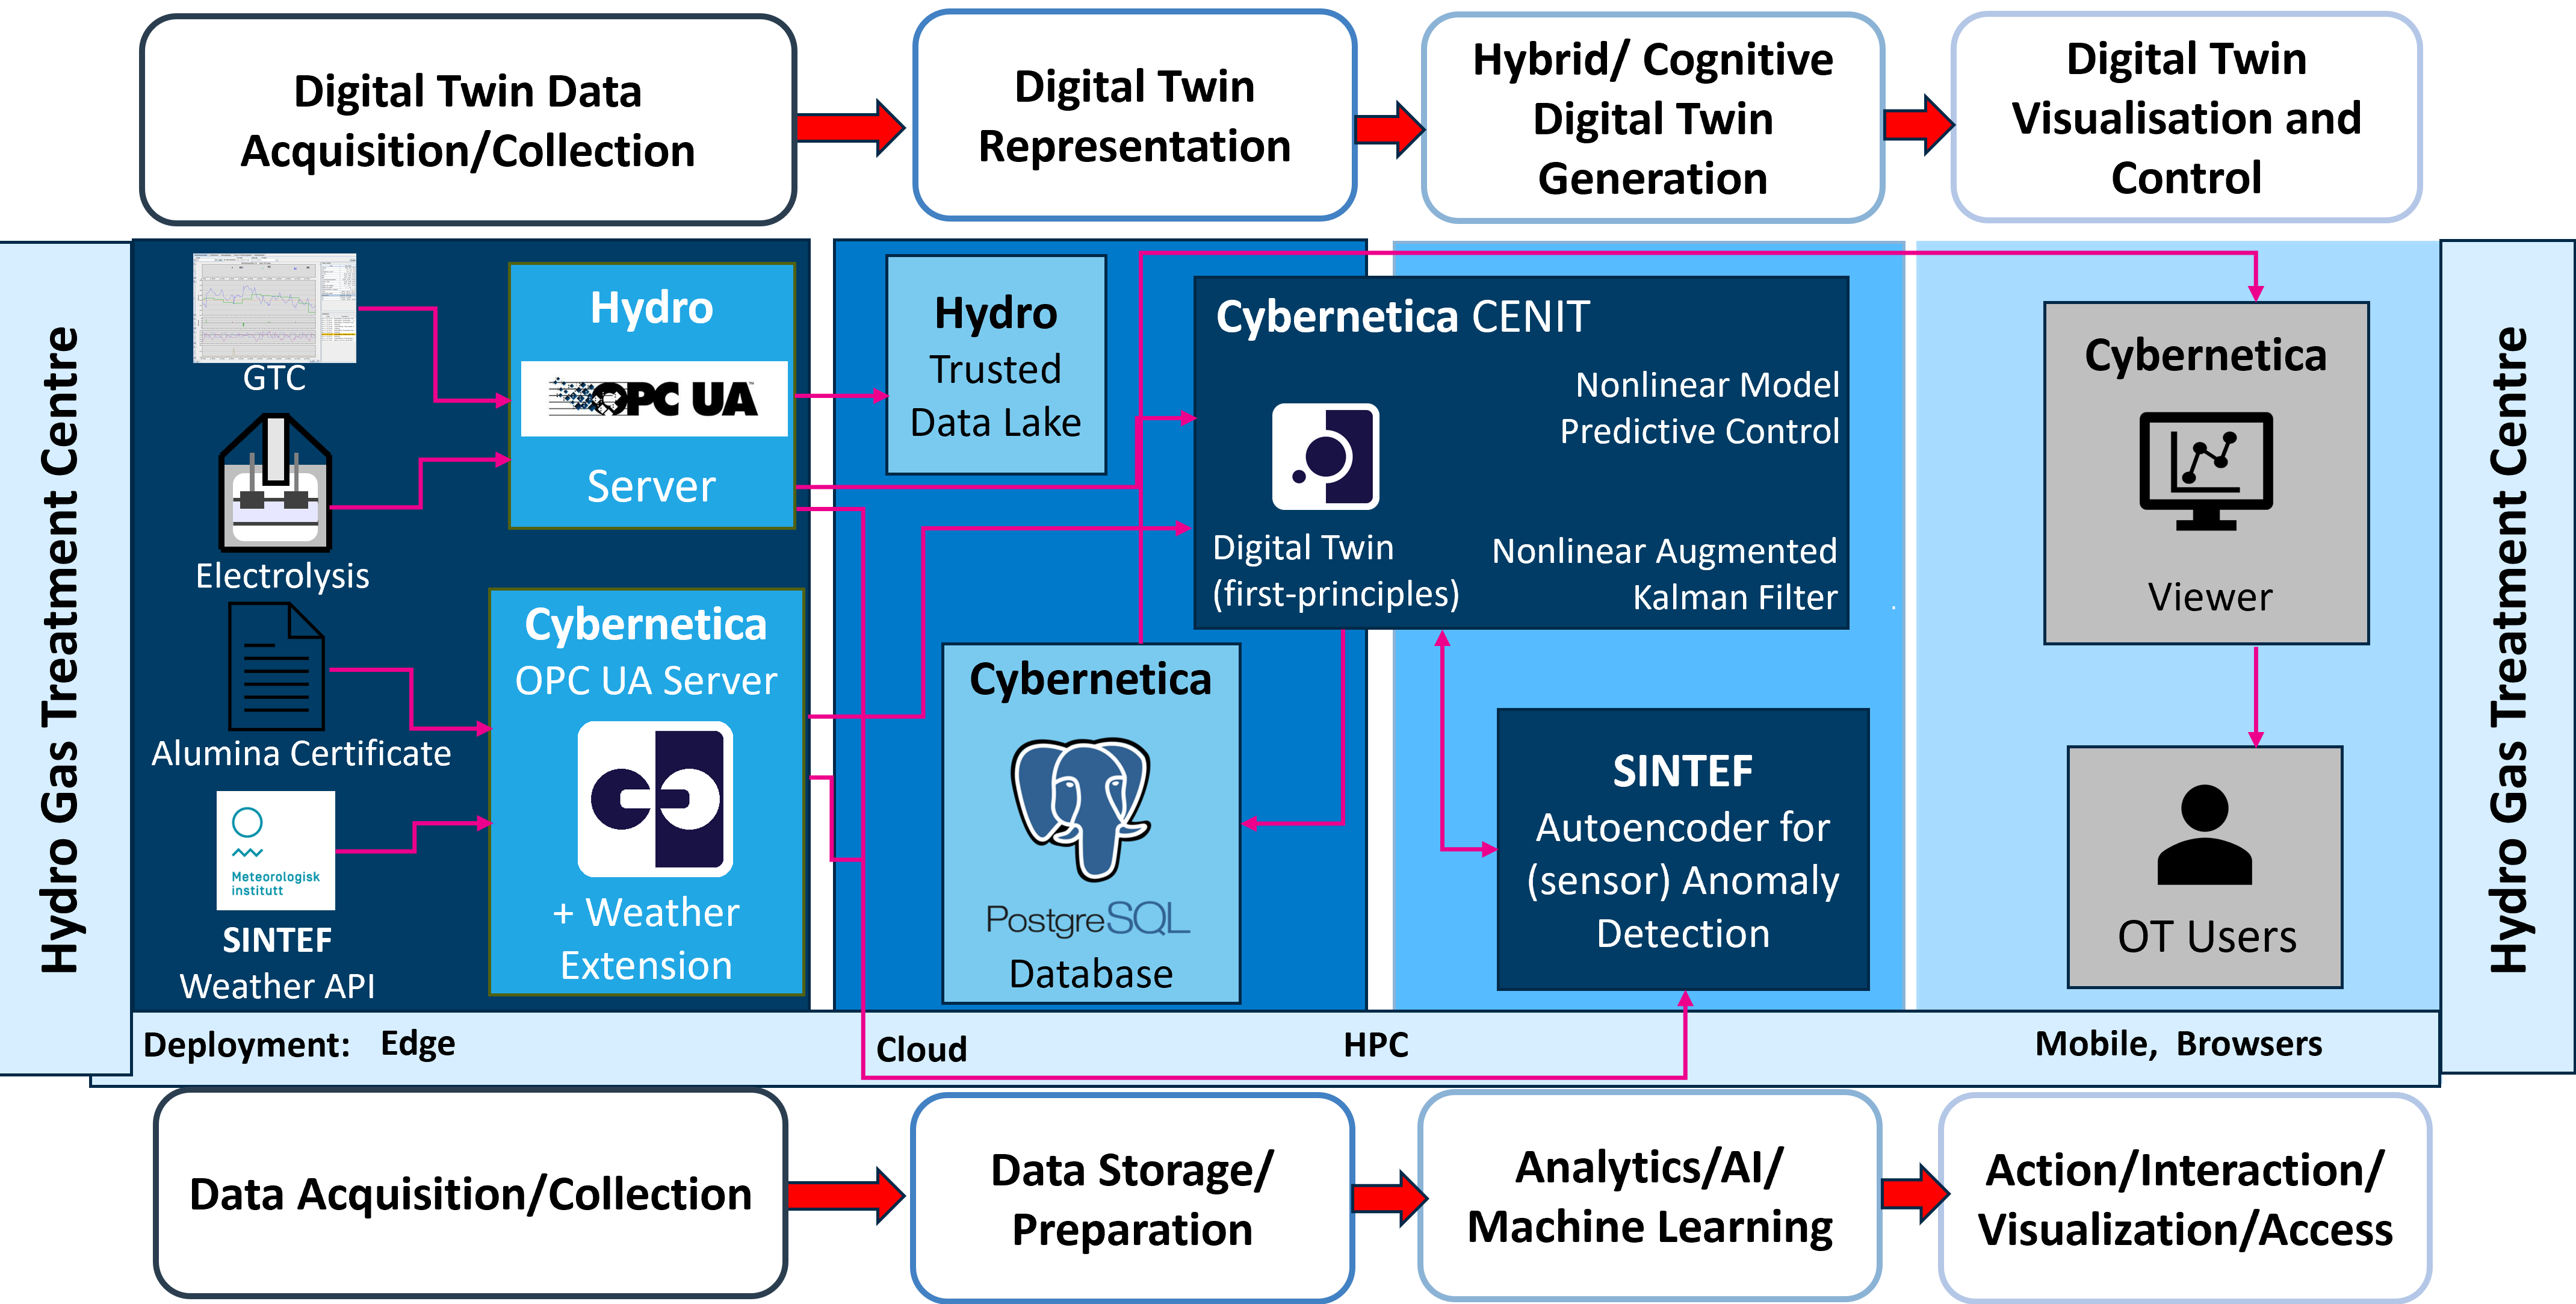 Digital Twin Data
Acquisition/Collection
Digital Twin
Representation
Hybrid/ Cognitive
Digital Twin
Generation
Digital Twin
Visualisation and
Control
Hydro Gas Treatment Centre
GTC
Electrolysis
Alumina Certificate
Meteorologisk
institutt
SINTEF
Weather API
Hydro
OPC UA
Server
Cybernetica
OPC UA Server
+ Weather
Extension
Hydro
Trusted
Data Lake
Cybernetica
PostgreSQL
Database
Cybernetica CENIT
Nonlinear Model
Predictive Control
Digital Twin
(first-principles)
Nonlinear Augmented
Kalman Filter
SINTEF
Autoencoder for
(sensor) Anomaly
Detection
Cybernetica
Viewer
OT Users
Hydro Gas Treatment Centre
Deployment: Edge
Cloud
HPC
Mobile, Browsers
Data Acquisition/Collection
Data Storage/
Preparation
Analytics/AI/
Machine Learning
Action/Interaction/
Visualization/Access